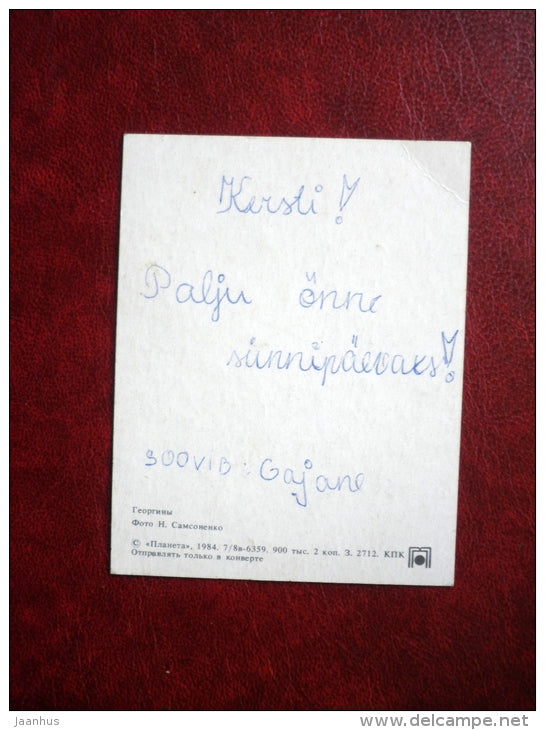 Kersti!
Palju õnne
sünnipäevaks!
SOOVIB: Gajane
Георгины
Фото Н. Самсоненко
© «Планета», 1984. 7/8в-6359. 900 тыс. 2 коп. З. 2712. КПК
Отправлять только в конверте
jaanhus
www.delcampe.net